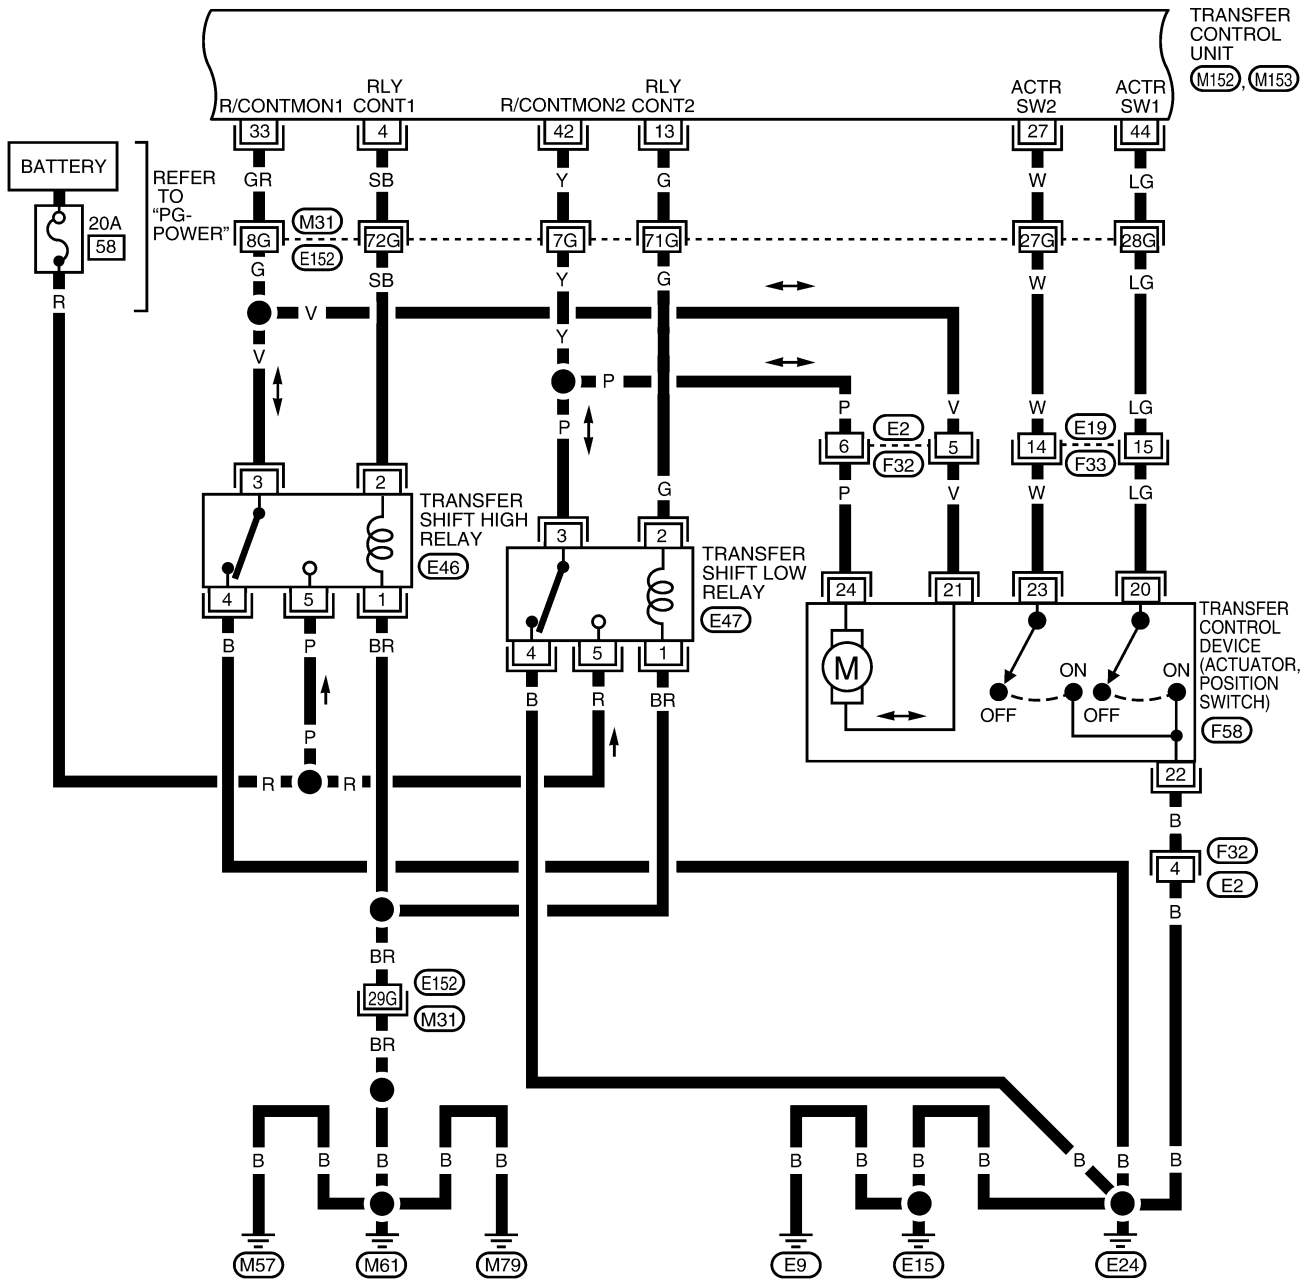 TRANSFER
CONTROL
UNIT
M152, M153
R/CONTMON1
RLY
CONT1
R/CONTMON2
RLY
CONT2
ACTR
SW2
ACTR
SW1
33 4 42 13 27 44
BATTERY
REFER
TO
“PG-
POWER”
20A
58
GR SB Y G W LG
M31
8G 72G 7G 71G 27G 28G
E152
R
G SB Y G W LG
V
Y
V
P
P
P V W LG
E2
E19
6 5 14 15
F32
F33
P V W LG
3 2
TRANSFER
SHIFT HIGH
RELAY
E46
G
3 2
TRANSFER
SHIFT LOW
RELAY
E47
4 5 1
B P BR
4 5 1
B R BR
24 21 23 20
TRANSFER
CONTROL
DEVICE
(ACTUATOR,
POSITION
SWITCH)
F58
M
ON ON
OFF OFF
P
R R
22
B
F32
4
E2
B
BR
E152
29G
M31
BR
B B B B B
B B B B B B B
M57 M61 M79 E9 E15 E24